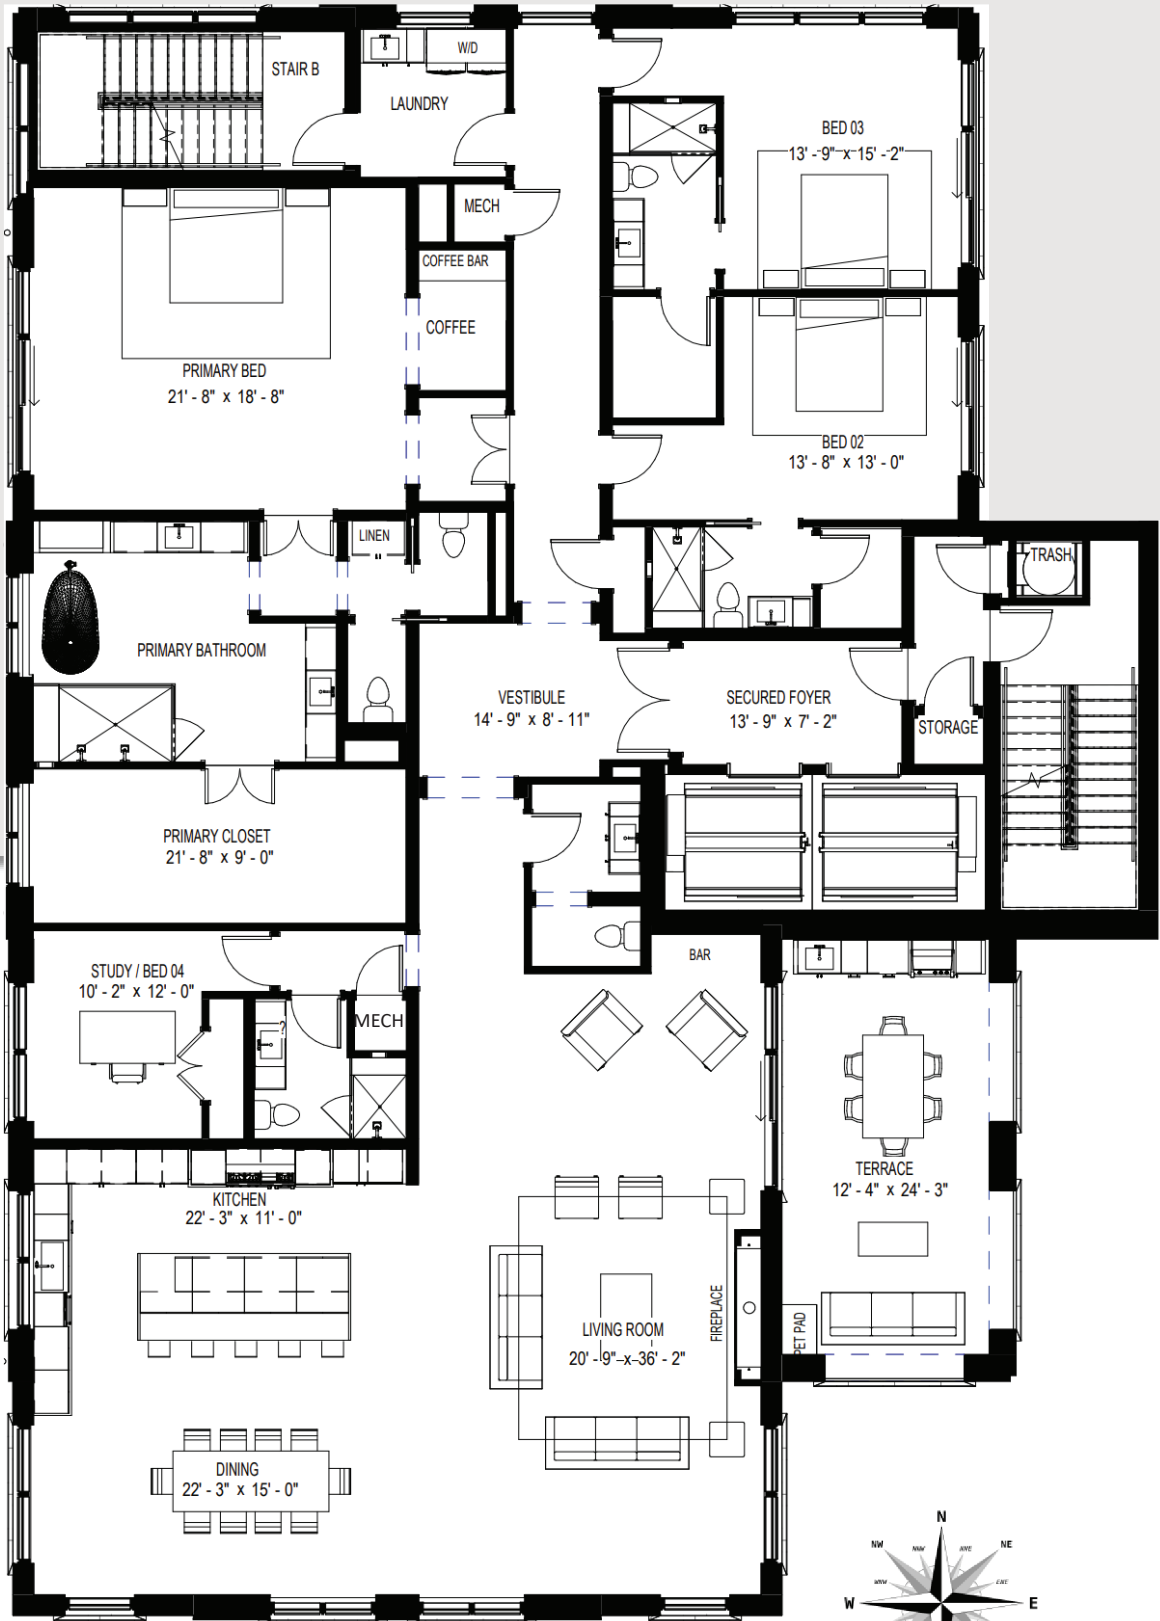 W/D
STAIR B
LAUNDRY
BED 03
13' - 9" x 15' - 2"
MECH
COFFEE BAR
COFFEE
PRIMARY BED
21' - 8" x 18' - 8"
BED 02
13' - 8" x 13' - 0"
LINEN
TRASH
PRIMARY BATHROOM
VESTIBULE
14' - 9" x 8' - 11"
SECURED FOYER
13' - 9" x 7' - 2"
STORAGE
PRIMARY CLOSET
21' - 8" x 9' - 0"
BAR
STUDY / BED 04
10' - 2" x 12' - 0"
?
MECH
TERRACE
12' - 4" x 24' - 3"
KITCHEN
22' - 3" x 11' - 0"
FIREPLACE
LIVING ROOM
20' - 9" x 36' - 2"
PET PAD
DINING
22' - 3" x 15' - 0"
N
NW
NNW
NNE
NE
WNW
ENE
W
E